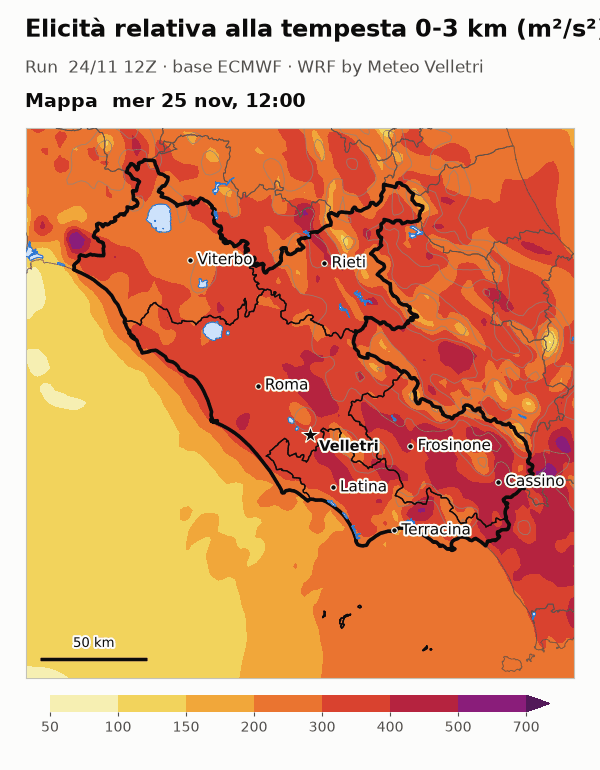 Elicità relativa alla tempesta 0-3 km (m²/s²)
Run 24/11 12Z · base ECMWF · WRF by Meteo Velletri
Mappa mer 25 nov, 12:00
Viterbo
Rieti
Roma
Velletri
Frosinone
Cassino
Latina
Terracina
50 km
50 100 150 200 300 400 500 700